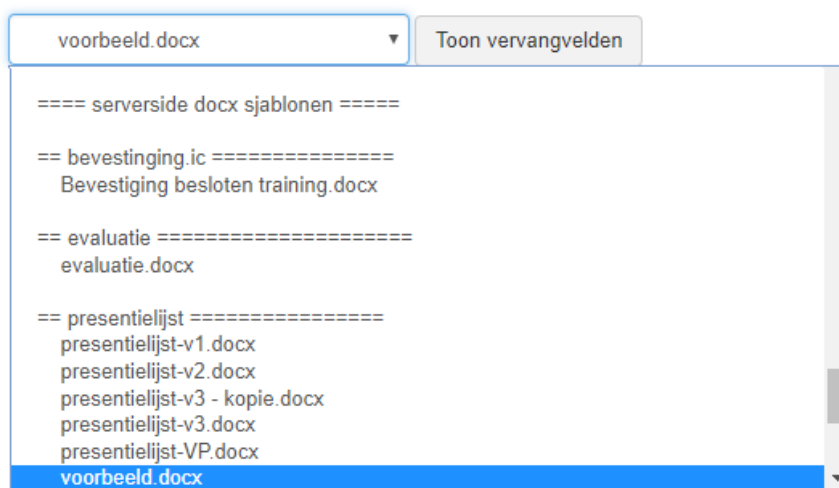 voorbeeld.docx Toon vervangvelden
==== serverside docx sjablonen =====
== bevestinging.ic ===============
Bevestiging besloten training.docx
== evaluatie =====================
evaluatie.docx
== presentielijst ================
presentielijst-v1.docx
presentielijst-v2.docx
presentielijst-v3 - kopie.docx
presentielijst-v3.docx
presentielijst-VP.docx
voorbeeld.docx